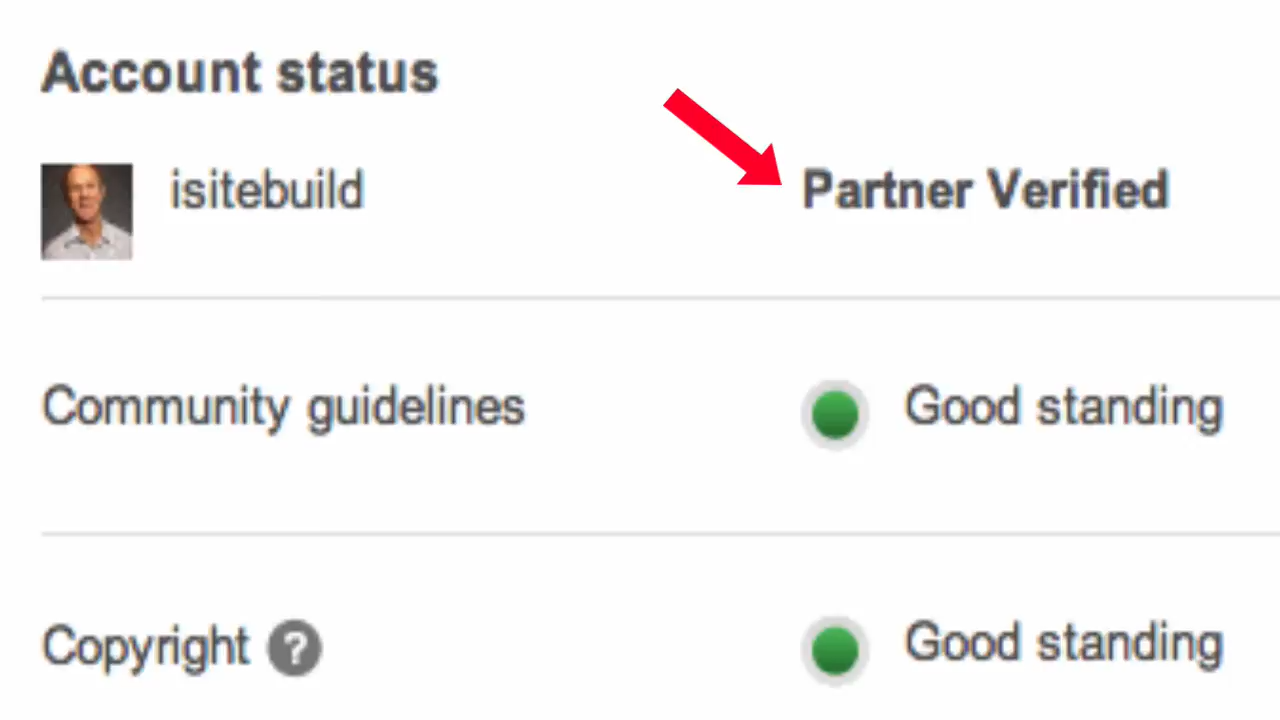 Account status
isitebuild
Partner Verified
Community guidelines
Good standing
Copyright ?
Good standing